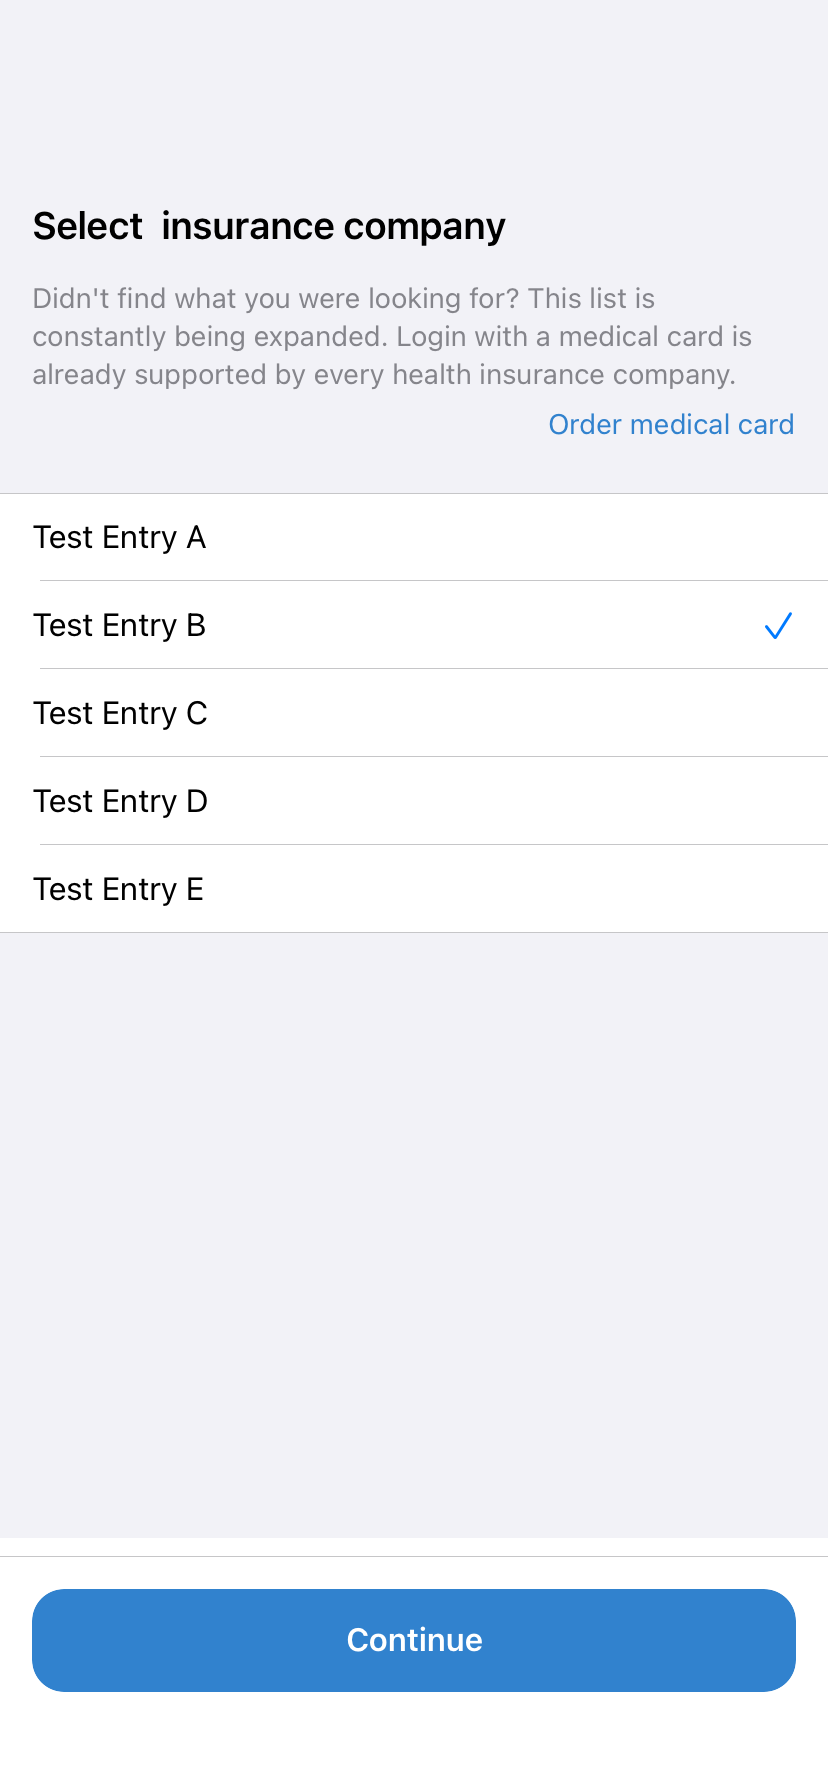 Select  insurance company
Didn't find what you were looking for? This list is
constantly being expanded. Login with a medical card is
already supported by every health insurance company.
Order medical card
Test Entry A
Test Entry B
Test Entry C
Test Entry D
Test Entry E
Continue